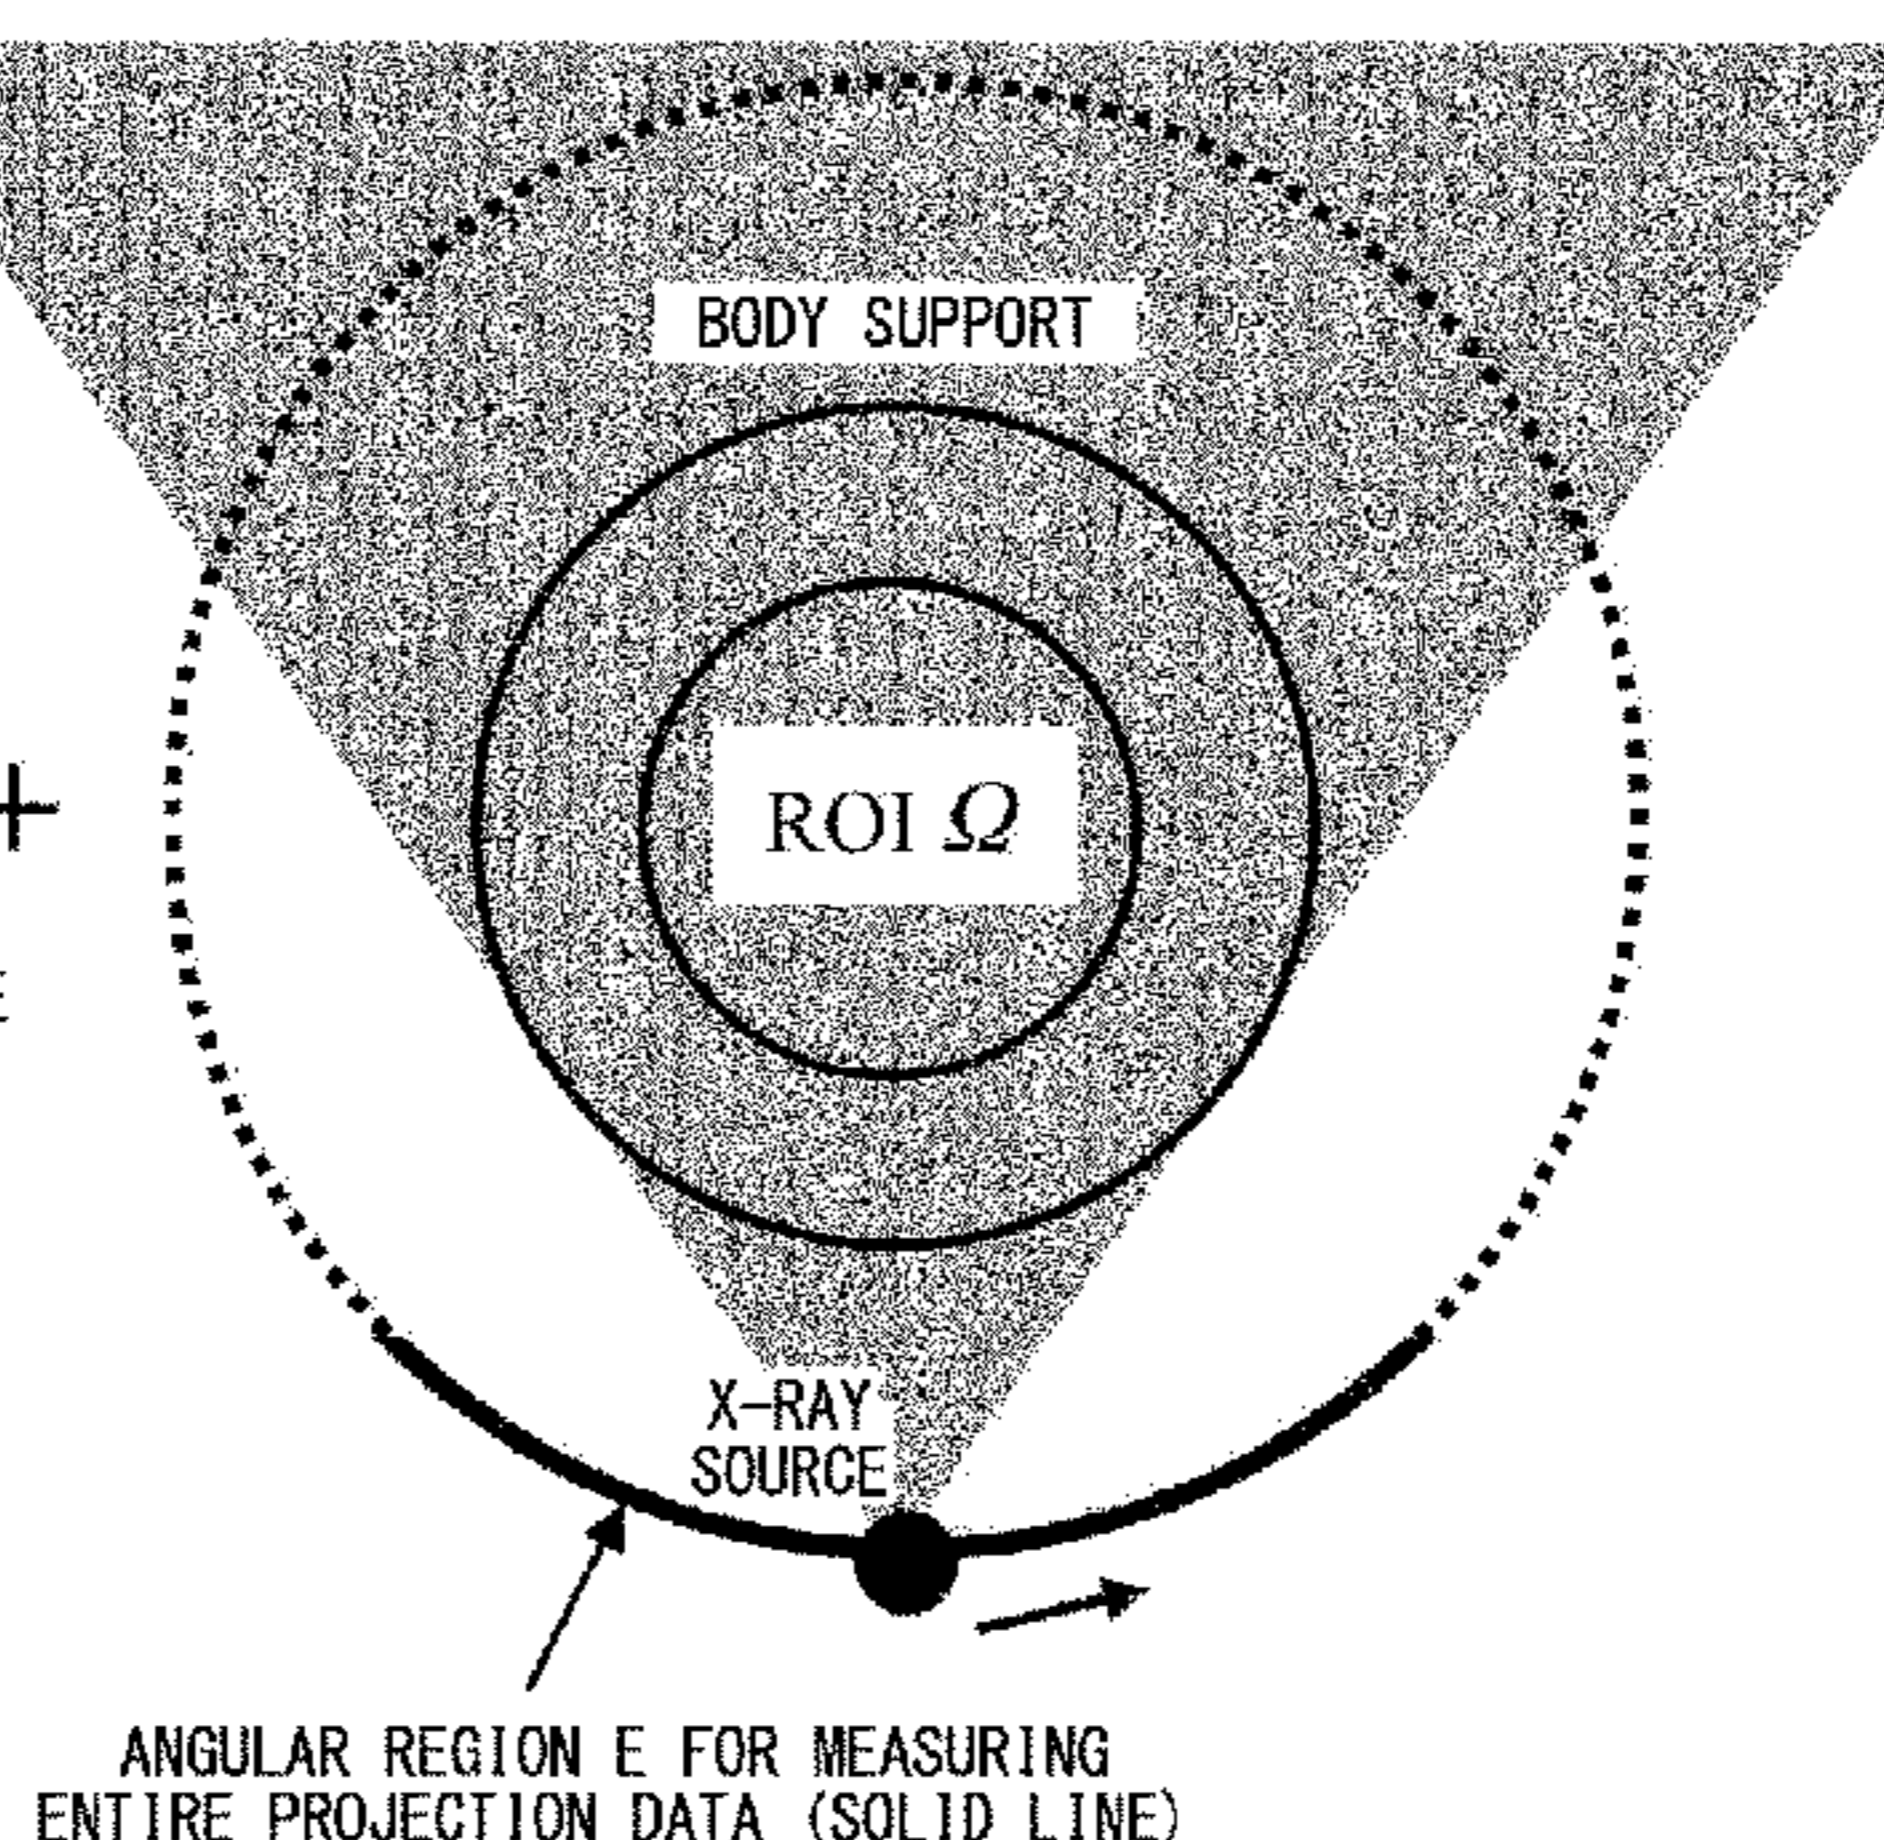 BODY SUPPORT
ROI Ω
+
X-RAY
SOURCE
ANGULAR REGION E FOR MEASURING
ENTIRE PROJECTION DATA (SOLID LINE)